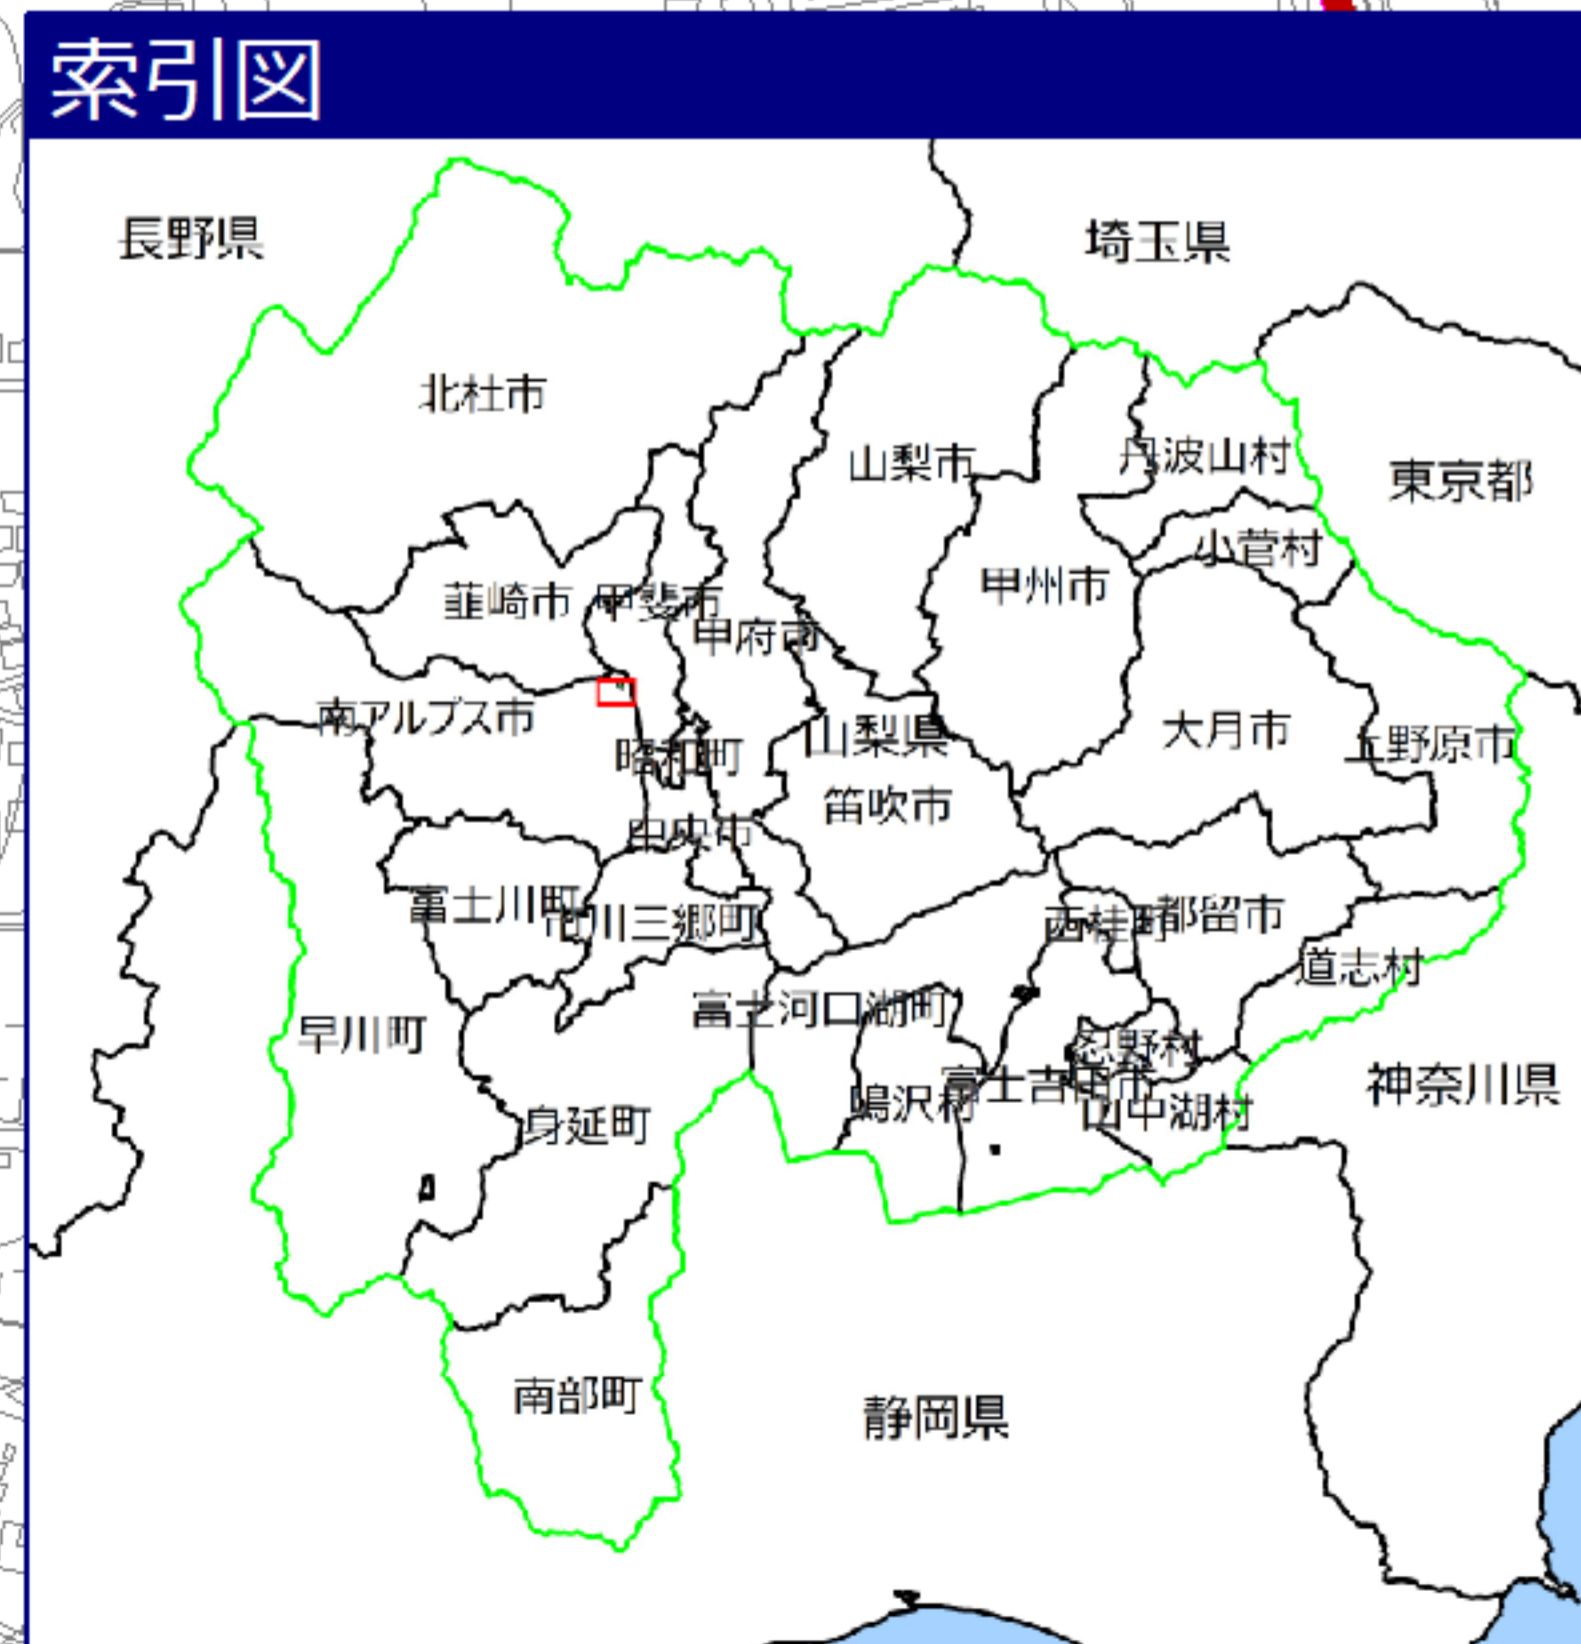 索引図
長野県
埼玉県
北杜市
山梨市
丹波山村
東京都
小菅村
甲州市
韮崎市
甲斐市
甲府市
南アルプス市
昭和町
山梨県
大月市
上野原市
笛吹市
中央市
富士川町
市川三郷町
西桂町
都留市
道志村
富士河口湖町
早川町
忍野村
富士吉田市
鳴沢村
山中湖村
神奈川県
身延町
南部町
静岡県